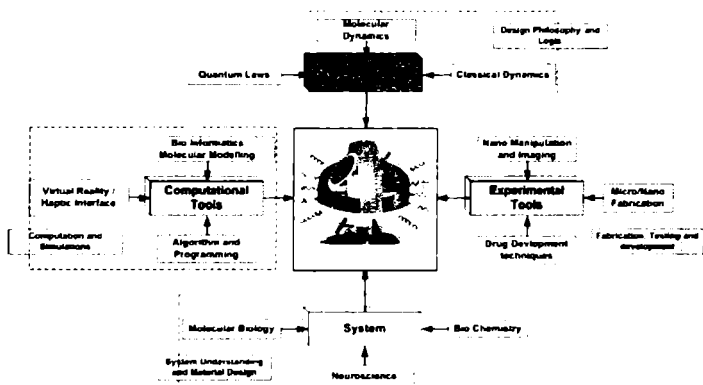 Molecular
Dynamics
Design Philosophy and
Logic
Quantum Laws
Classical Dynamics
Bio Informatics
Molecular Modelling
Nano Manipulation
and Imaging
Virtual Reality /
Haptic Interface
Computational
Tools
Experimental
Tools
Micro/Nano
Fabrication
Computation and
Simulations
Algorithm and
Programming
Drug Devlopment
techniques
Fabrication, Testing and
development
Molecular Biology
System
Bio Chemistry
System Understanding
and Material Design
Neuroscience